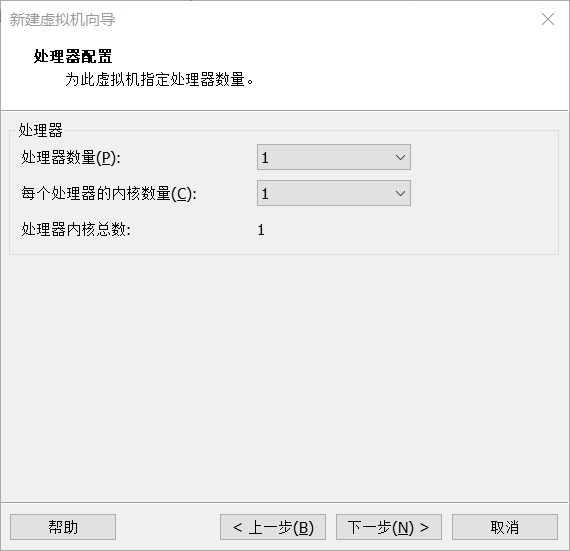 新建虚拟机向导
处理器配置
为此虚拟机指定处理器数量。
处理器
处理器数量(P): 1
每个处理器的内核数量(C): 1
处理器内核总数: 1
帮助 < 上一步(B) 下一步(N) > 取消